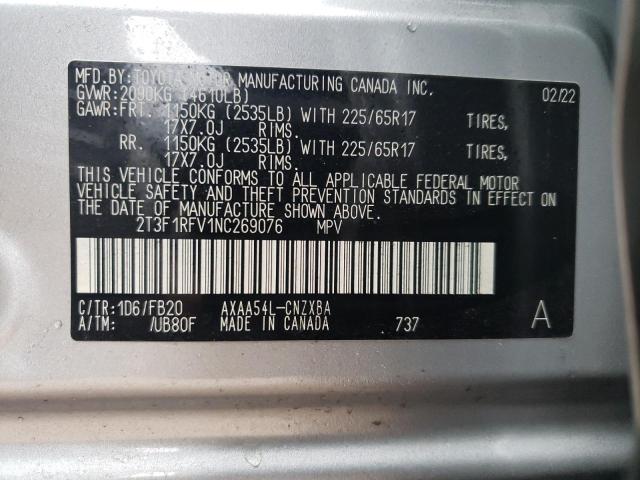 MFD.BY:TOYOTA MOTOR MANUFACTURING CANADA INC.
GVWR: 2090KG (4610LB) 02/22
GAWR:FRT. 1150KG (2535LB) WITH 225/65R17 TIRES,
17X7.0J RIMS.
RR. 1150KG (2535LB) WITH 225/65R17 TIRES,
17X7.0J RIMS.
THIS VEHICLE CONFORMS TO ALL APPLICABLE FEDERAL MOTOR
VEHICLE SAFETY AND THEFT PREVENTION STANDARDS IN EFFECT ON
THE DATE OF MANUFACTURE SHOWN ABOVE.
2T3F1RFV1NC269076 MPV
C/TR:1D6/FB20 AXAA54L-CNZXBA
A/TM: /UB80F MADE IN CANADA 737 A